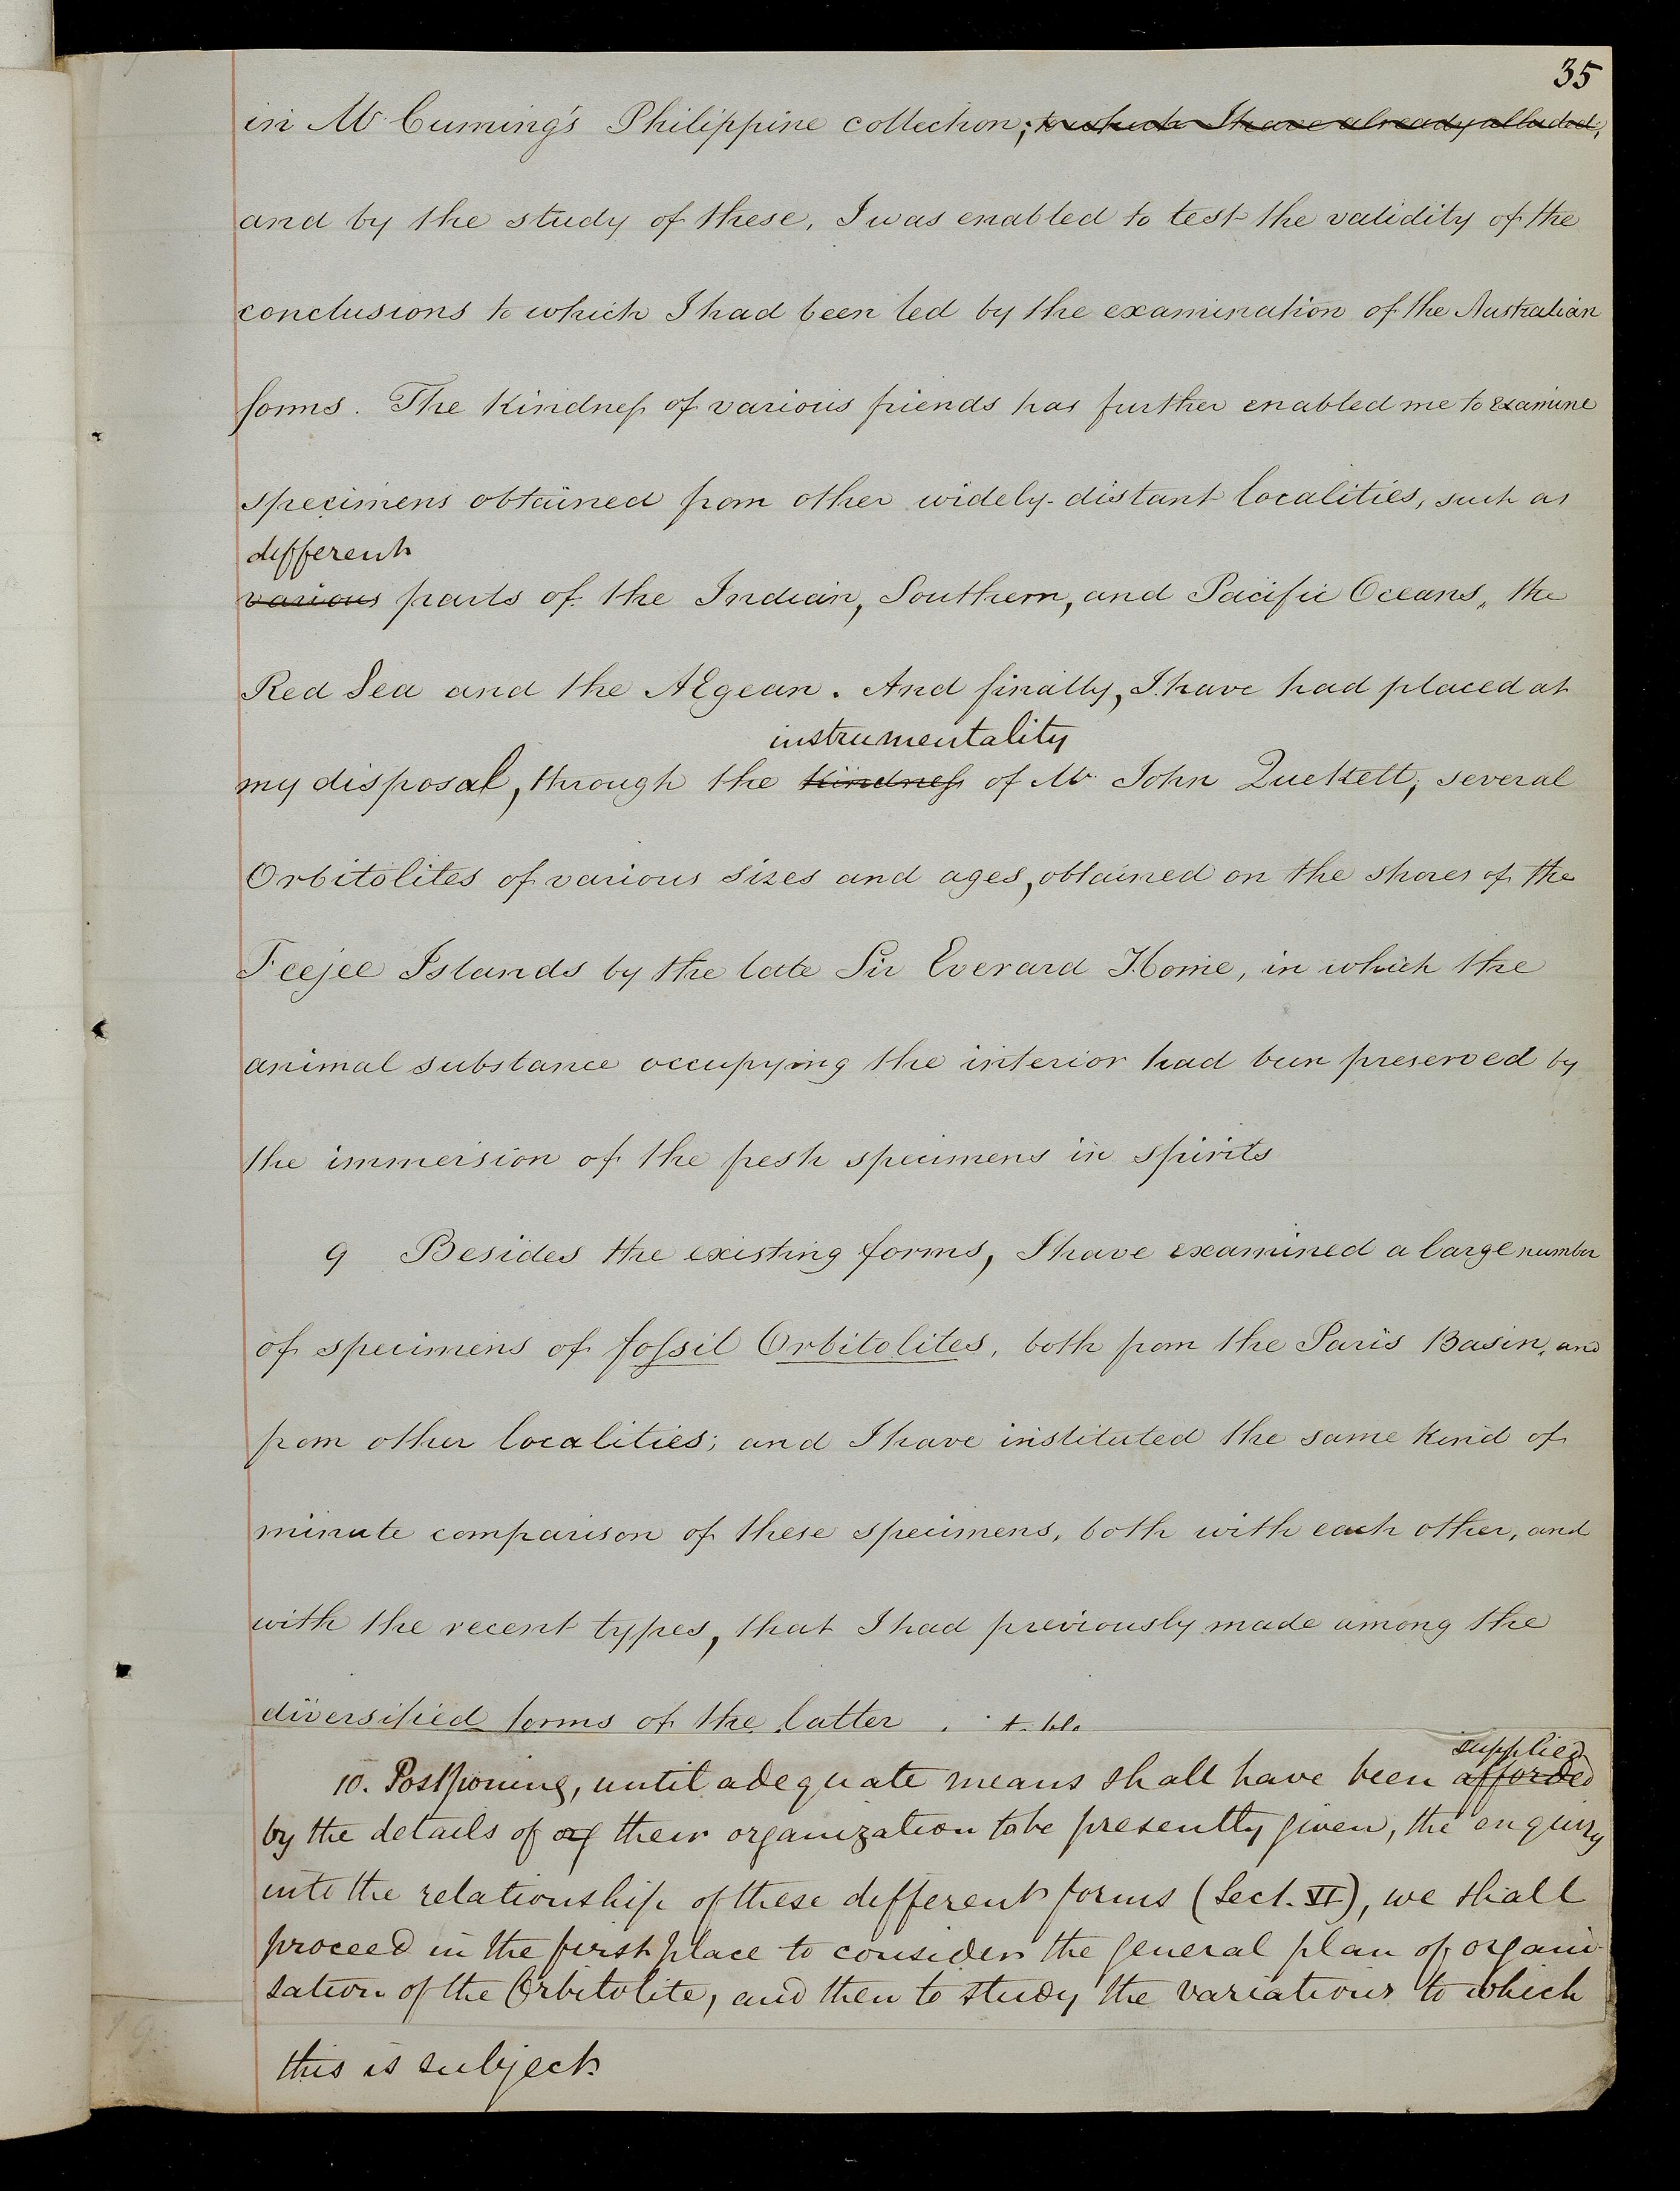 35
in Mr Cuming's Philippine collection; to which I have already alluded,
and by the study of these, I was enabled to test the validity of the
conclusions to which I had been led by the examination of the Australian
forms. The kindness of various friends has further enabled me to examine
specimens obtained from other widely-distant localities, such as
different
various parts of the Indian, Southern, and Pacific Oceans, the
Red Sea and the AEgean. And finally, I have had placed at
instrumentality
my disposal, through the kindness of Mr John Quekett, several
Orbitolites of various sizes and ages, obtained on the shores of the
Feejee Islands by the late Sir Everard Home, in which the
animal substance occupying the interior had been preserved by
the immersion of the fresh specimens in spirits
9 Besides the existing forms, I have examined a large number
of specimens of fossil Orbitolites, both from the Paris Basin, and
from other localities; and I have instituted the same kind of
minute comparison of these specimens, both with each other, and
with the recent types, that I had previously made among the
diversified forms of the latter.
supplied
10. Postponing, until adequate means shall have been afforded
by the details of org their organization to be presently given, the enquiry
into the relationship of these different forms (Sect. VI), we shall
proceed in the first place to consider the general plan of organi-
sation of the Orbitolite, and then to study the variations to which
this is subject.